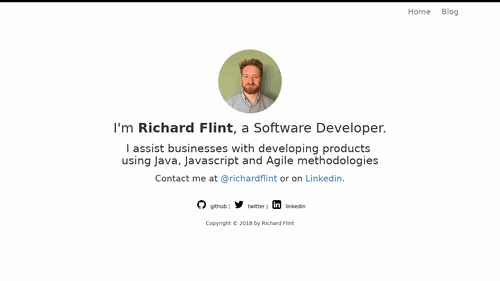 Home Blog
I'm Richard Flint, a Software Developer.
I assist businesses with developing products
using Java, Javascript and Agile methodologies
Contact me at @richardflint or on Linkedin.
github | twitter | linkedin
Copyright © 2018 by Richard Flint